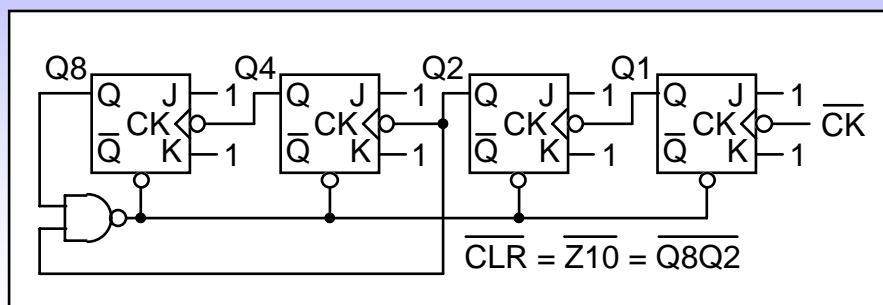 Q8 Q4 Q2 Q1
Q J 1 Q J 1 Q J 1 Q J 1
CK CK CK CK C̅K̅
Q̅ K 1 Q̅ K 1 Q̅ K 1 Q̅ K 1
C̅L̅R̅ = Z̅1̅0̅ = Q̅8̅Q̅2̅